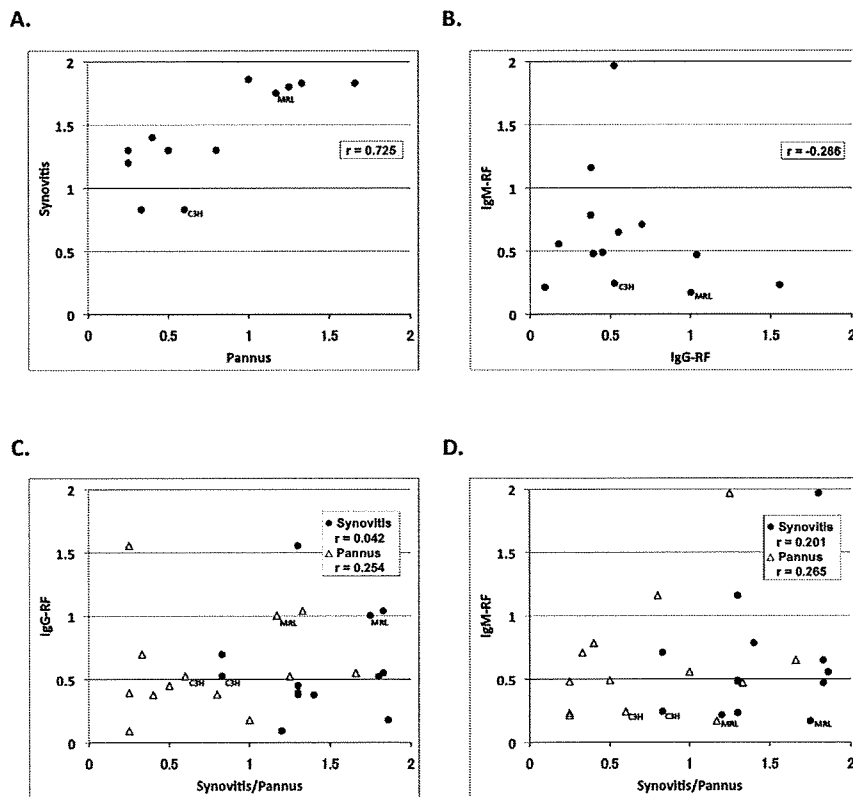 A.
2
1.5
1
0.5
0
0
0.5
1
1.5
2
Synovitis
Pannus
MRL
C3H
r = 0.725
B.
2
1.5
1
0.5
0
0
0.5
1
1.5
2
IgM-RF
IgG-RF
C3H
MRL
r = -0.286
C.
2
1.5
1
0.5
0
0
0.5
1
1.5
2
IgG-RF
Synovitis/Pannus
Synovitis
r = 0.042
Pannus
r = 0.254
MRL
MRL
C3H
C3H
D.
2
1.5
1
0.5
0
0
0.5
1
1.5
2
IgM-RF
Synovitis/Pannus
Synovitis
r = 0.201
Pannus
r = 0.265
C3H
C3H
MRL
MRL